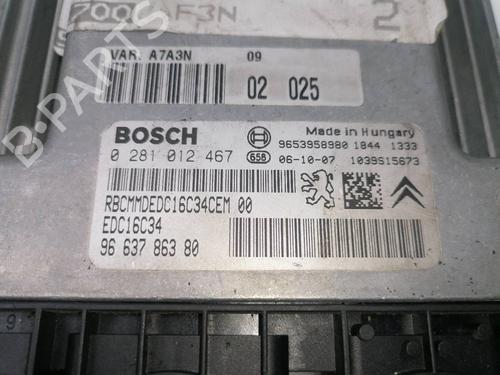 F3N
2
VAR: A7A3N 09
02 025
BOSCH
Made in Hungary
9653958980 1844 1333
0 281 012 467 658 06-10-07 1039S15673
RBCMMDEDC16C34CEM 00
EDC16C34
96 637 863 80
9
B-PARTS